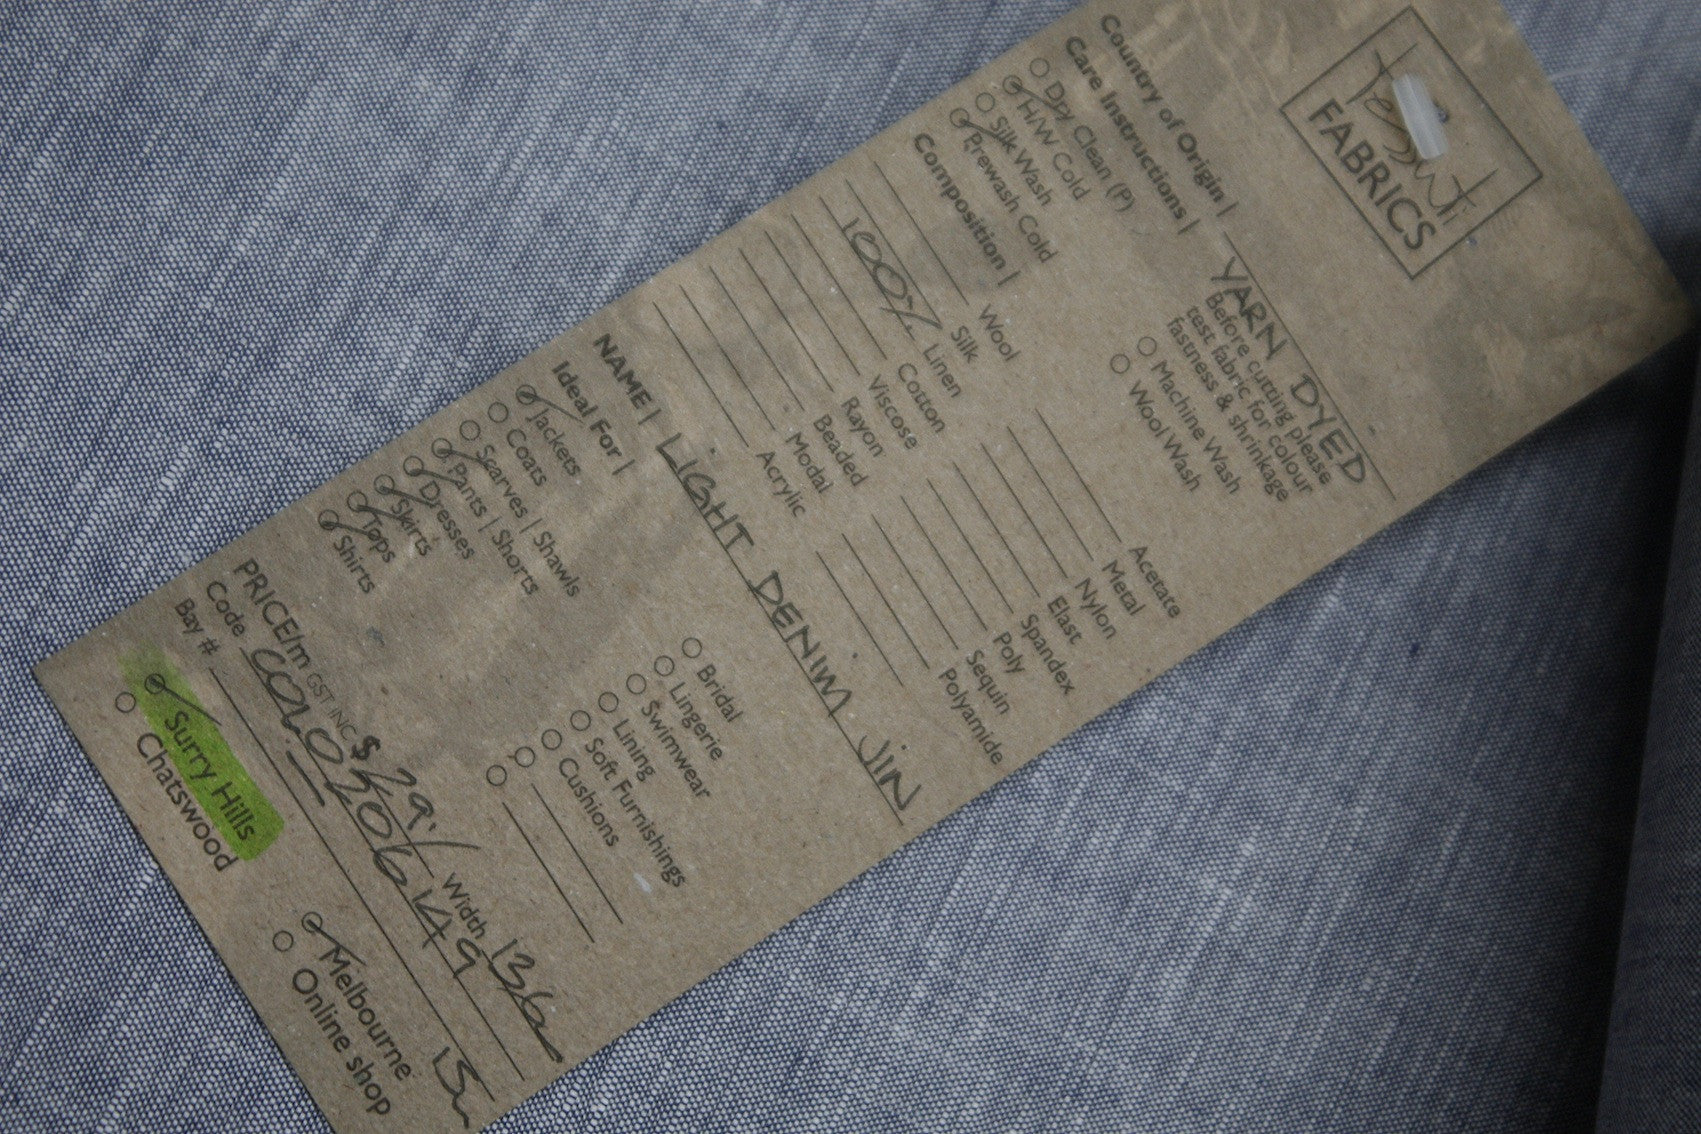 Tessuti
FABRICS
Country of Origin | YARN DYED
Care Instructions |
Before cutting please
test fabric for colour
fastness & shrinkage
Dry Clean (P)
H/W Cold
Silk Wash
Prewash Cold
Machine Wash
Wool Wash
Composition |
Wool
Silk
100% Linen
Cotton
Viscose
Rayon
Beaded
Modal
Acrylic
Acetate
Metal
Nylon
Elast
Spandex
Poly
Sequin
Polyamide
NAME | LIGHT DENIM JIN
Ideal For |
Jackets
Coats
Scarves | Shawls
Pants | Shorts
Dresses
Skirts
Tops
Shirts
Bridal
Lingerie
Swimwear
Lining
Soft Furnishings
Cushions
PRICE/m GST INC $29./ Width 136
Code
Bay #
Surry Hills
Chatswood
Melbourne
Online shop